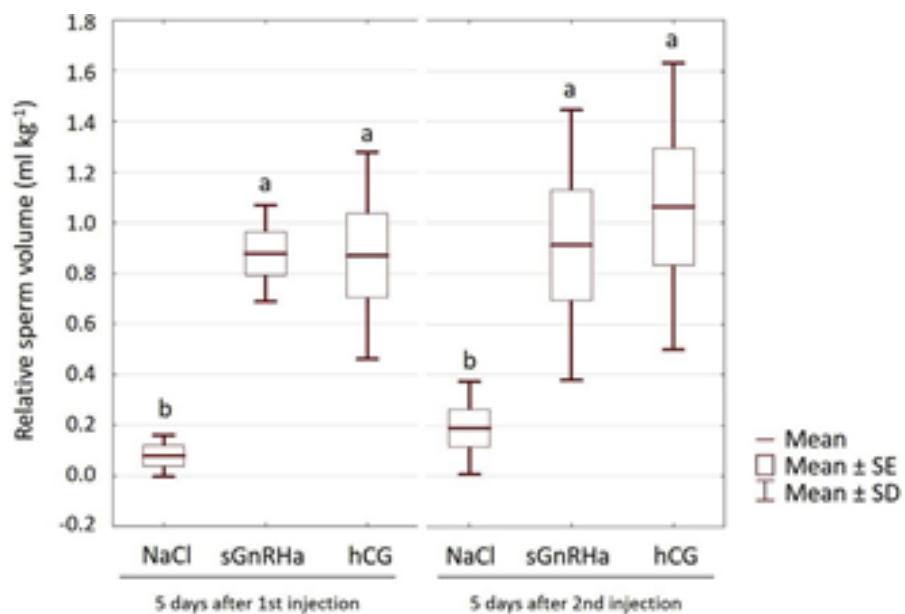 Relative sperm volume (ml kg⁻¹)
1.8
1.6
1.4
1.2
1.0
0.8
0.6
0.4
0.2
0.0
-0.2
b
a
a
b
a
a
NaCl sGnRHa hCG NaCl sGnRHa hCG
5 days after 1st injection 5 days after 2nd injection
Mean
Mean ± SE
Mean ± SD